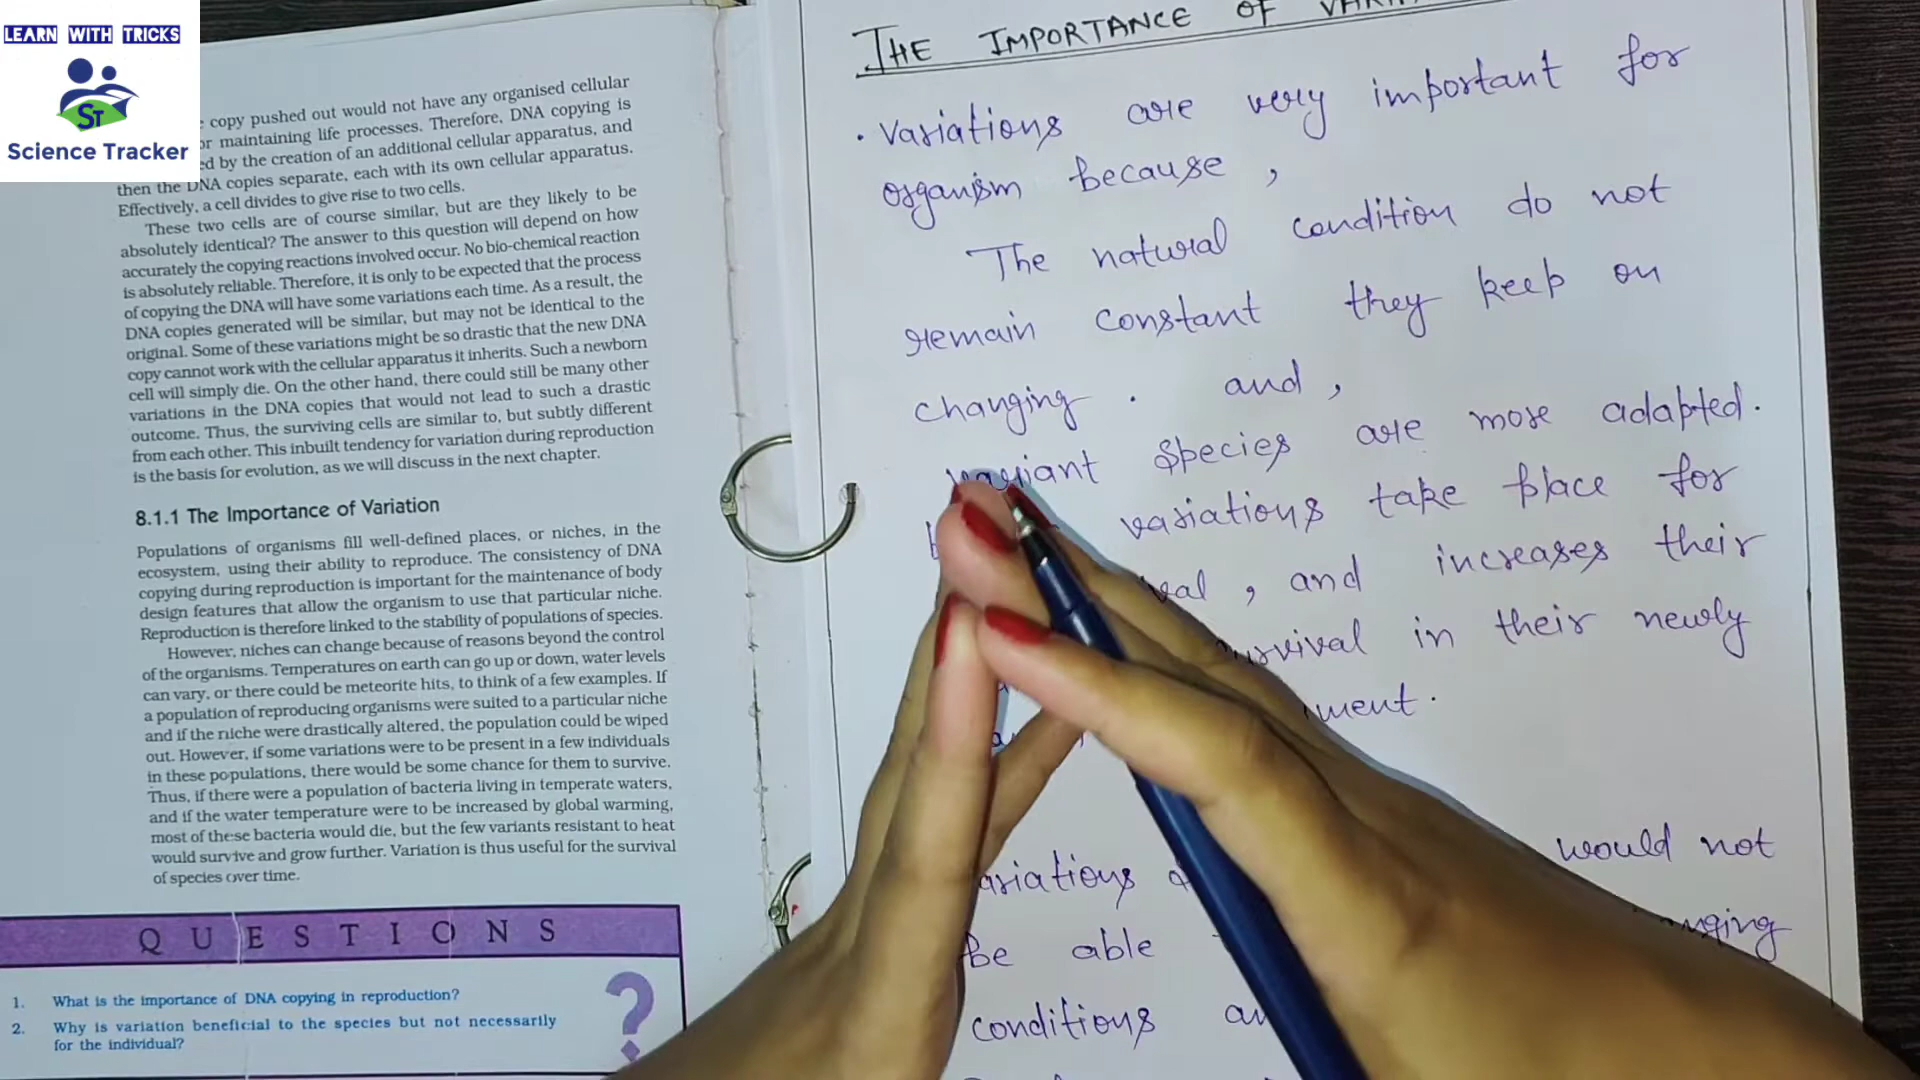 LEARN WITH TRICKS
ST
Science Tracker
copy pushed out would not have any organised cellular
or maintaining life processes. Therefore, DNA copying is
by the creation of an additional cellular apparatus, and
then the DNA copies separate, each with its own cellular apparatus.
Effectively, a cell divides to give rise to two cells.
These two cells are of course similar, but are they likely to be
absolutely identical? The answer to this question will depend on how
accurately the copying reactions involved occur. No bio-chemical reaction
is absolutely reliable. Therefore, it is only to be expected that the process
of copying the DNA will have some variations each time. As a result, the
DNA copies generated will be similar, but may not be identical to the
original. Some of these variations might be so drastic that the new DNA
copy cannot work with the cellular apparatus it inherits. Such a newborn
cell will simply die. On the other hand, there could still be many other
variations in the DNA copies that would not lead to such a drastic
outcome. Thus, the surviving cells are similar to, but subtly different
from each other. This inbuilt tendency for variation during reproduction
is the basis for evolution, as we will discuss in the next chapter.
8.1.1 The Importance of Variation
Populations of organisms fill well-defined places, or niches, in the
ecosystem, using their ability to reproduce. The consistency of DNA
copying during reproduction is important for the maintenance of body
design features that allow the organism to use that particular niche.
Reproduction is therefore linked to the stability of populations of species.
However, niches can change because of reasons beyond the control
of the organisms. Temperatures on earth can go up or down, water levels
can vary, or there could be meteorite hits, to think of a few examples. If
a population of reproducing organisms were suited to a particular niche
and if the niche were drastically altered, the population could be wiped
out. However, if some variations were to be present in a few individuals
in these populations, there would be some chance for them to survive.
Thus, if there were a population of bacteria living in temperate waters,
and if the water temperature were to be increased by global warming,
most of these bacteria would die, but the few variants resistant to heat
would survive and grow further. Variation is thus useful for the survival
of species over time.
QUESTIONS
1. What is the importance of DNA copying in reproduction?
2. Why is variation beneficial to the species but not necessarily
for the individual?
?
THE IMPORTANCE OF
. Variations are very important for
organism because ,
The natural condition do not
remain constant they keep on
changing . and ,
variant species are more adapted.
variations take place for
, and increases their
survival in their newly
would not
be able
conditions